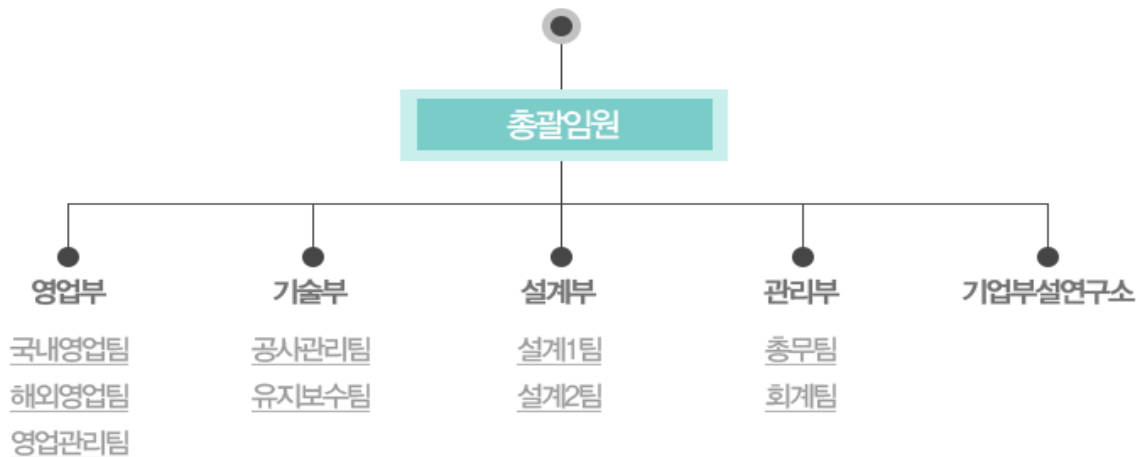 총괄임원
영업부 기술부 설계부 관리부 기업부설연구소
국내영업팀 공사관리팀 설계1팀 총무팀
해외영업팀 유지보수팀 설계2팀 회계팀
영업관리팀